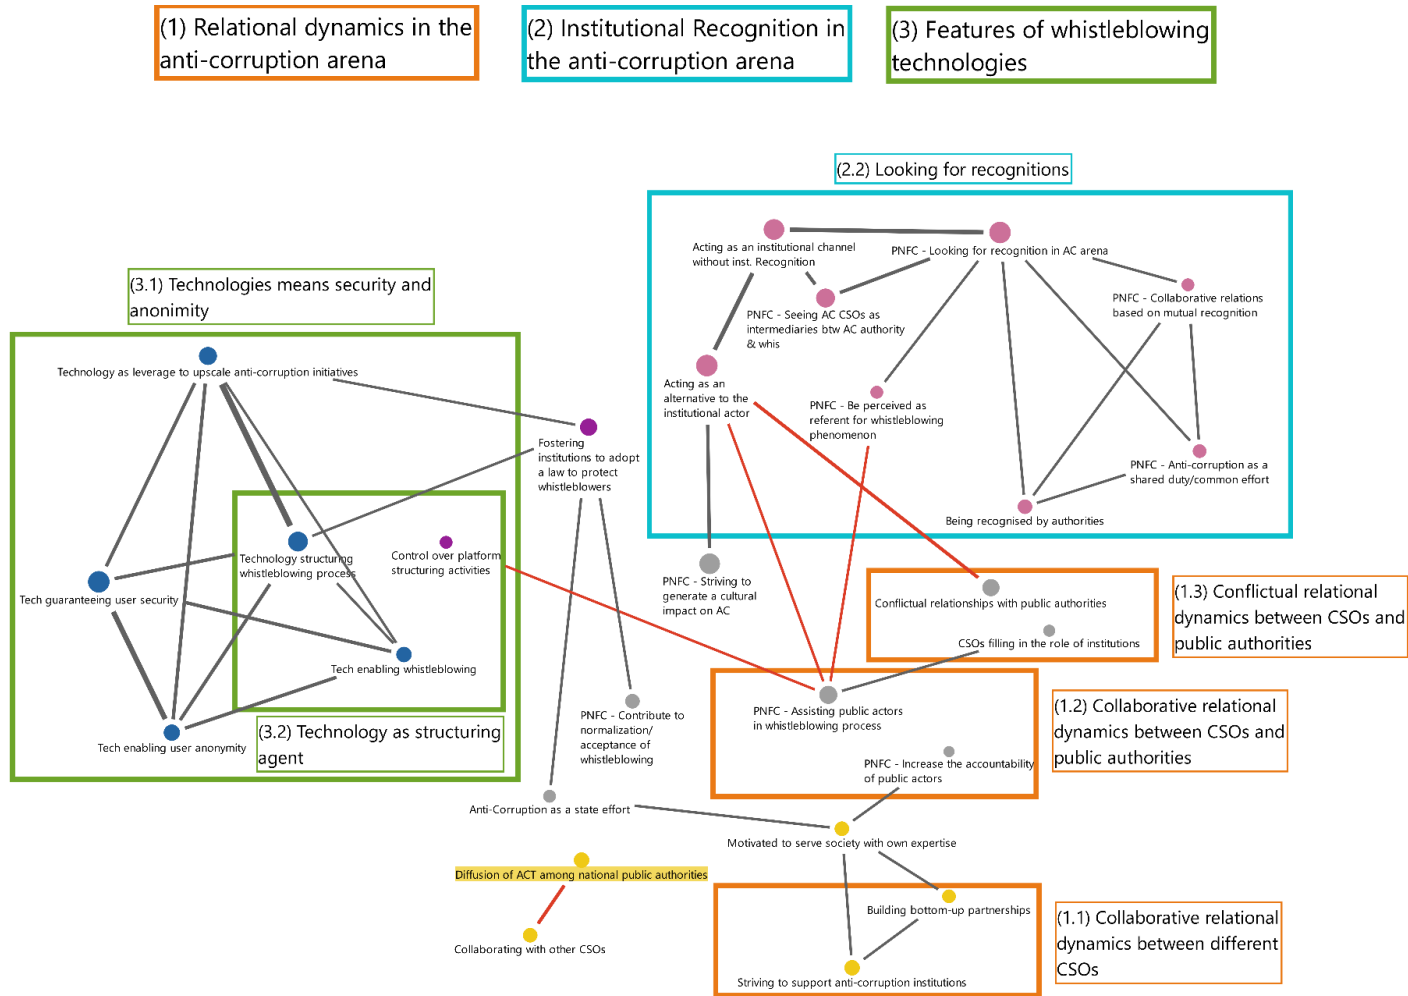 (1) Relational dynamics in the
anti-corruption arena
(2) Institutional Recognition in
the anti-corruption arena
(3) Features of whistleblowing
technologies
(2.2) Looking for recognitions
Acting as an institutional channel
without inst. Recognition
PNFC - Looking for recognition in AC arena
PNFC - Seeing AC CSOs as
intermediaries btw AC authority
& whis
PNFC - Collaborative relations
based on mutual recognition
(3.1) Technologies means security and
anonimity
Technology as leverage to upscale anti-corruption initiatives
Acting as an
alternative to the
institutional actor
PNFC - Be perceived as
referent for whistleblowing
phenomenon
Fostering
institutions to adopt
a law to protect
whistleblowers
PNFC - Anti-corruption as a
shared duty/common effort
Being recognised by authorities
Technology structuring
whistleblowing process
Control over platform
structuring activities
Tech guaranteeing user security
PNFC - Striving to
generate a cultural
impact on AC
Conflictual relationships with public authorities
CSOs filling in the role of institutions
(1.3) Conflictual relational
dynamics between CSOs and
public authorities
Tech enabling whistleblowing
PNFC - Assisting public actors
in whistleblowing process
PNFC - Increase the accountability
of public actors
(1.2) Collaborative relational
dynamics between CSOs and
public authorities
Tech enabling user anonymity
(3.2) Technology as structuring
agent
PNFC - Contribute to
normalization/
acceptance of
whistleblowing
Anti-Corruption as a state effort
Motivated to serve society with own expertise
Diffusion of ACT among national public authorities
Collaborating with other CSOs
Building bottom-up partnerships
Striving to support anti-corruption institutions
(1.1) Collaborative relational
dynamics between different
CSOs